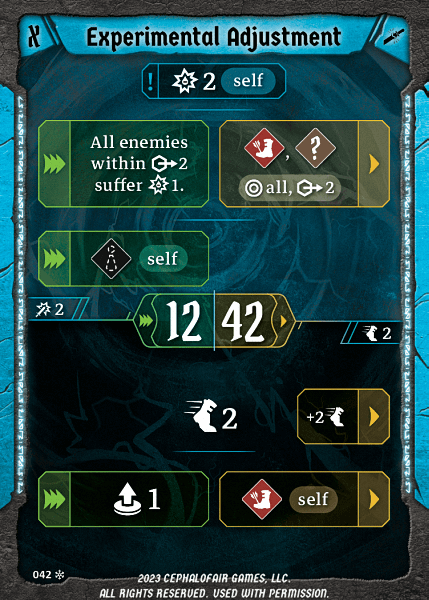 Experimental Adjustment
! 2 self
All enemies
within 2
suffer 1.
, ?
all, 2
self
2
12 42
2
2
+2
1
self
042
2023 CEPHALOFAIR GAMES, LLC.
ALL RIGHTS RESERVED. USED WITH PERMISSION.